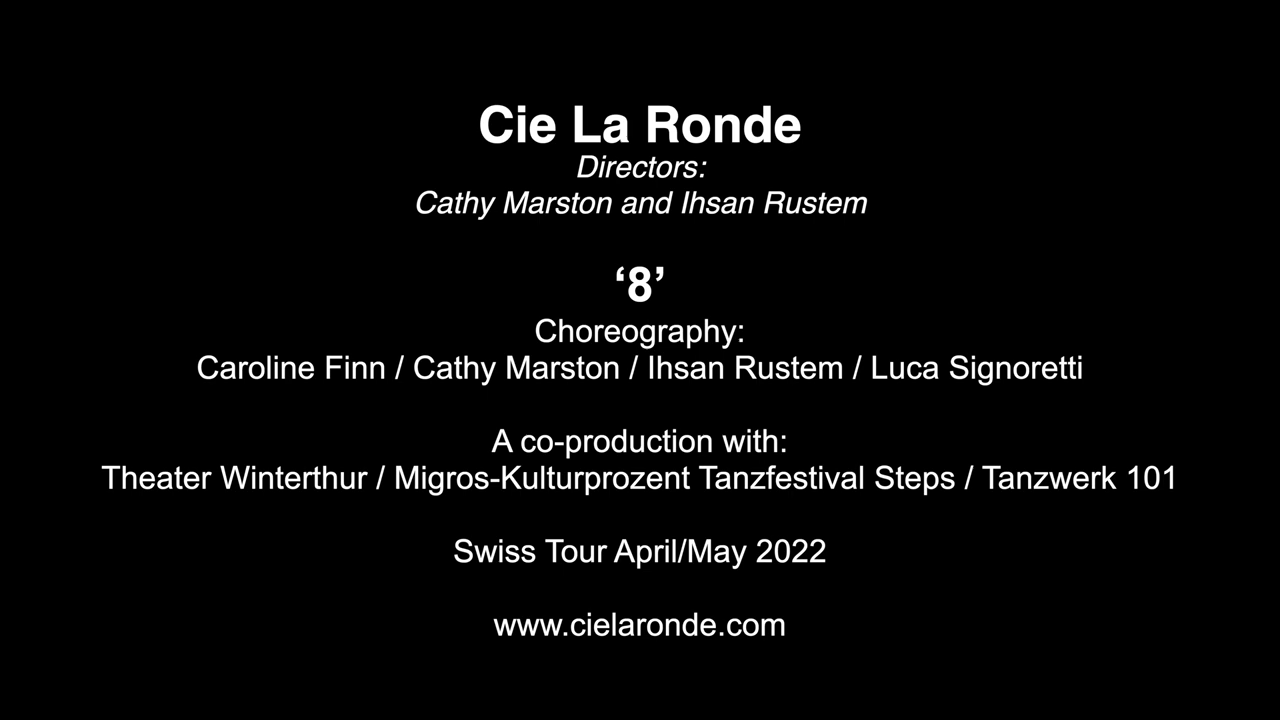 Cie La Ronde
Directors:
Cathy Marston and Ihsan Rustem
‘8’
Choreography:
Caroline Finn / Cathy Marston / Ihsan Rustem / Luca Signoretti
A co-production with:
Theater Winterthur / Migros-Kulturprozent Tanzfestival Steps / Tanzwerk 101
Swiss Tour April/May 2022
www.cielaronde.com